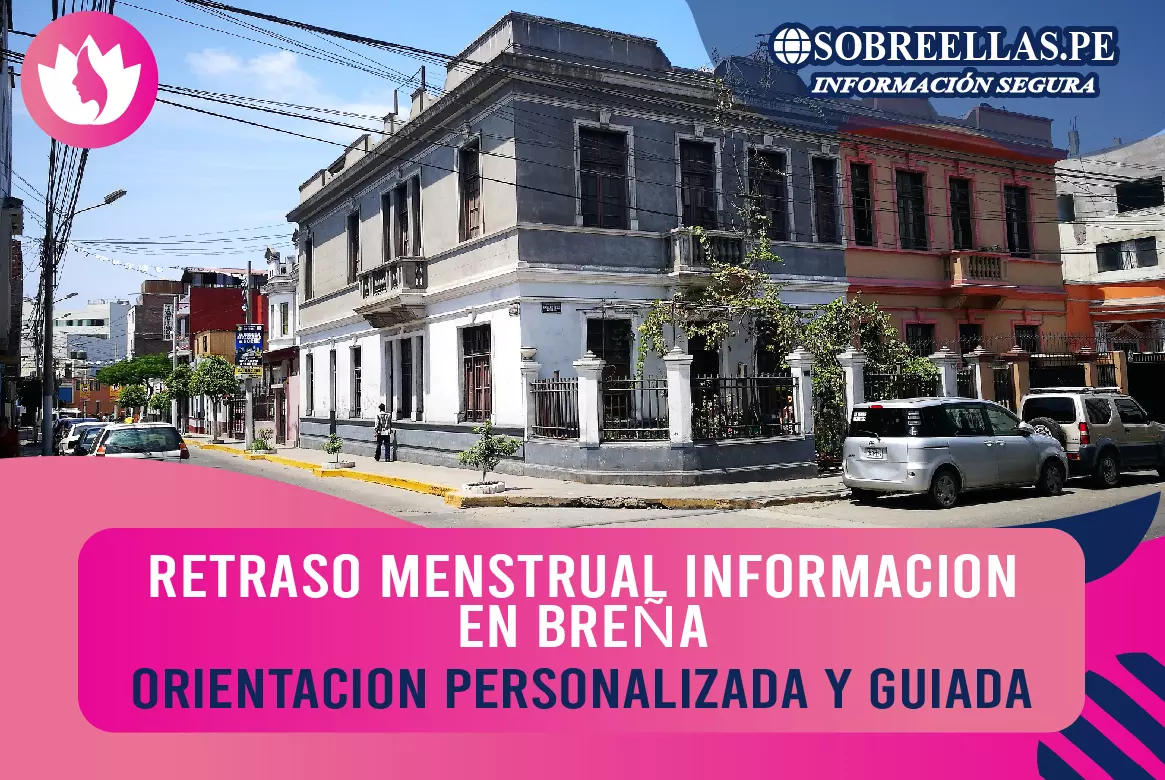 SOBREELLAS.PE
INFORMACIÓN SEGURA
RETRASO MENSTRUAL INFORMACION
EN BREÑA
ORIENTACION PERSONALIZADA Y GUIADA